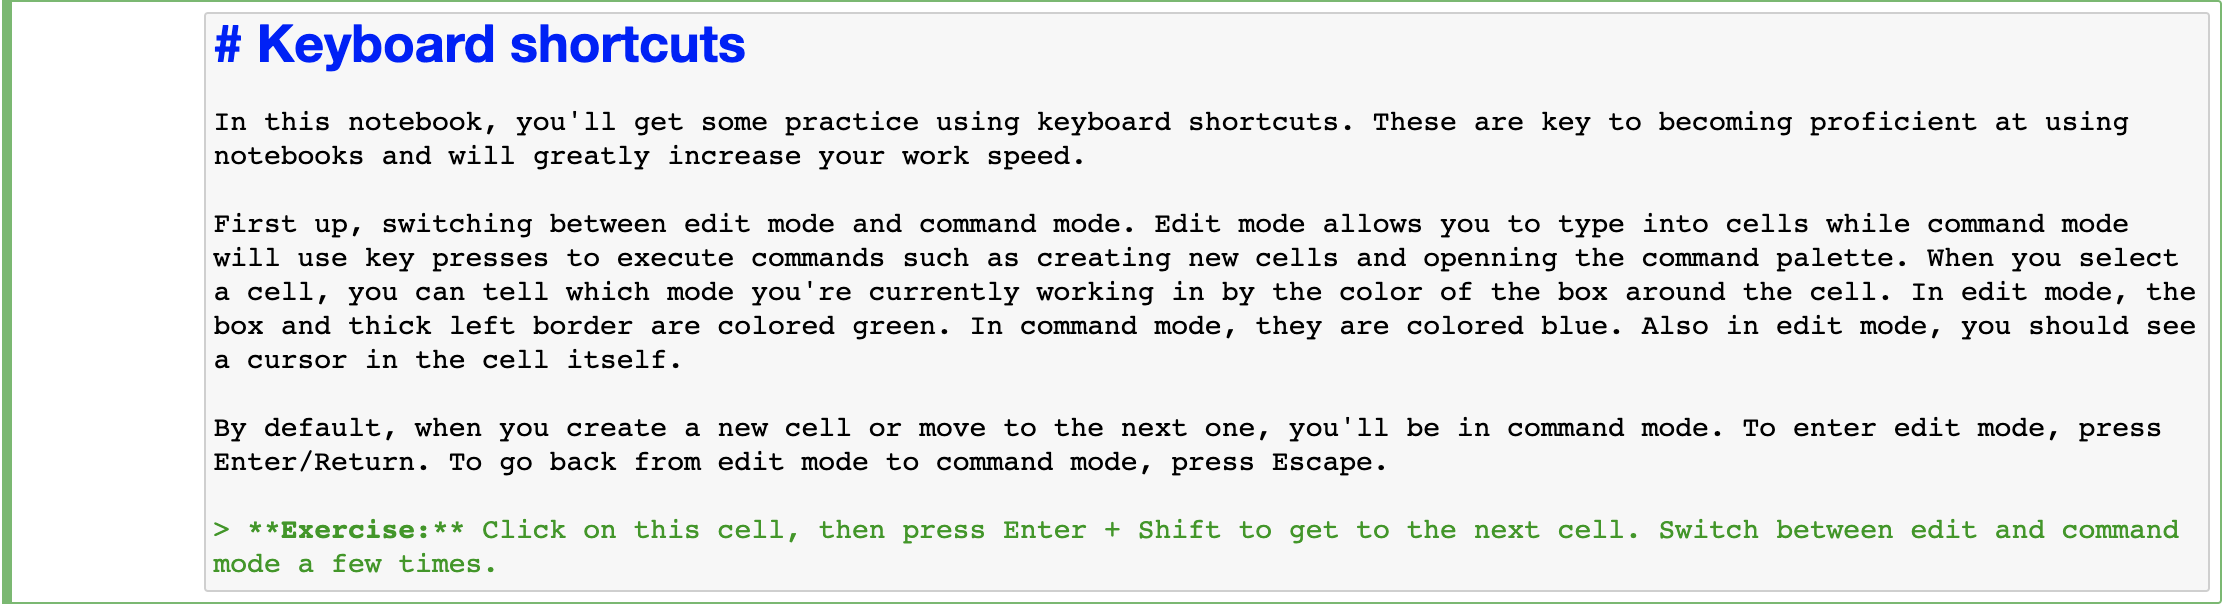 # Keyboard shortcuts
In this notebook, you'll get some practice using keyboard shortcuts. These are key to becoming proficient at using
notebooks and will greatly increase your work speed.
First up, switching between edit mode and command mode. Edit mode allows you to type into cells while command mode
will use key presses to execute commands such as creating new cells and openning the command palette. When you select
a cell, you can tell which mode you're currently working in by the color of the box around the cell. In edit mode, the
box and thick left border are colored green. In command mode, they are colored blue. Also in edit mode, you should see
a cursor in the cell itself.
By default, when you create a new cell or move to the next one, you'll be in command mode. To enter edit mode, press
Enter/Return. To go back from edit mode to command mode, press Escape.
> **Exercise:** Click on this cell, then press Enter + Shift to get to the next cell. Switch between edit and command
mode a few times.